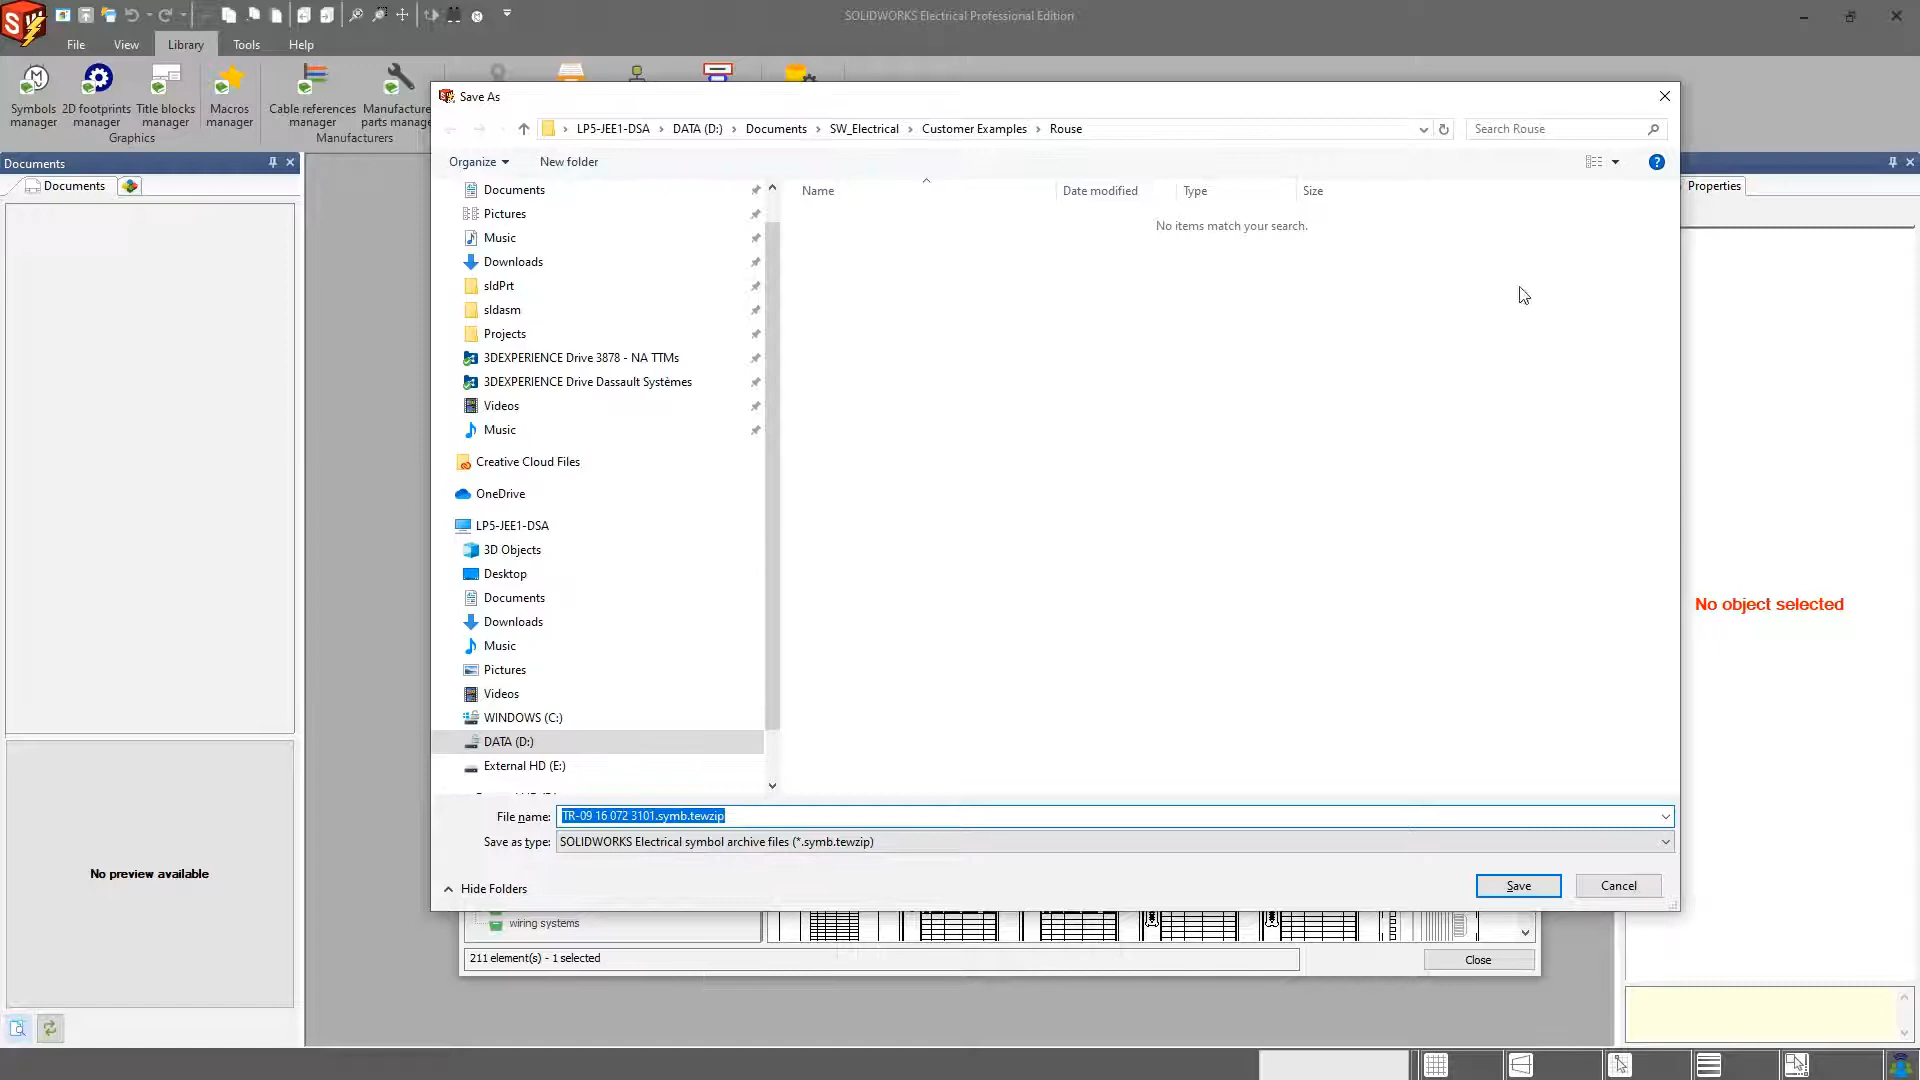 SOLIDWORKS Electrical Professional Edition
File
View
Library
Tools
Help
Symbols manager
2D footprints manager
Title blocks manager
Macros manager
Cable references manager
Manufacture
parts manag
Graphics
Manufacturers
Documents
Documents
No preview available
Save As
LP5-JEE1-DSA
DATA (D:)
Documents
SW_Electrical
Customer Examples
Rouse
Search Rouse
Organize
New folder
Name
Date modified
Type
Size
No items match your search.
Documents
Pictures
Music
Downloads
sldPrt
sldasm
Projects
3DEXPERIENCE Drive 3878 - NA TTMs
3DEXPERIENCE Drive Dassault Systèmes
Videos
Music
Creative Cloud Files
OneDrive
LP5-JEE1-DSA
3D Objects
Desktop
Documents
Downloads
Music
Pictures
Videos
WINDOWS (C:)
DATA (D:)
External HD (E:)
File name:
TR-09 16 072 3101.symb.tewzip
Save as type:
SOLIDWORKS Electrical symbol archive files (*.symb.tewzip)
Hide Folders
Save
Cancel
wiring systems
211 element(s) - 1 selected
Close
Properties
No object selected